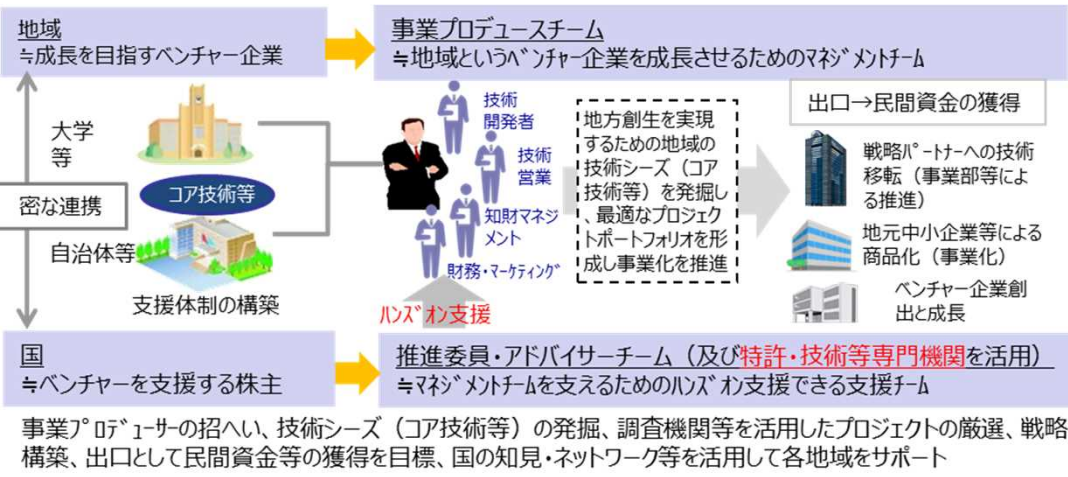 地域
≒成長を目指すベンチャー企業
事業プロデュースチーム
≒地域というベンチャー企業を成長させるためのマネジメントチーム
大学
等
コア技術等
密な連携
自治体等
支援体制の構築
技術
開発者
技術
営業
知財マネジ
メント
財務・マーケティング
ハンズオン支援
地方創生を実現
するための地域の
技術シーズ（コア
技術等）を発掘し
、最適なプロジェク
トポートフォリオを形
成し事業化を推進
出口→民間資金の獲得
戦略パートナーへの技術
移転（事業部等によ
る推進）
地元中小企業等による
商品化（事業化）
ベンチャー企業創
出と成長
国
≒ベンチャーを支援する株主
推進委員・アドバイサーチーム（及び特許・技術等専門機関を活用）
≒マネジメントチームを支えるためのハンズオン支援できる支援チーム
事業プロデューサーの招へい、技術シーズ（コア技術等）の発掘、調査機関等を活用したプロジェクトの厳選、戦略
構築、出口として民間資金等の獲得を目標、国の知見・ネットワーク等を活用して各地域をサポート